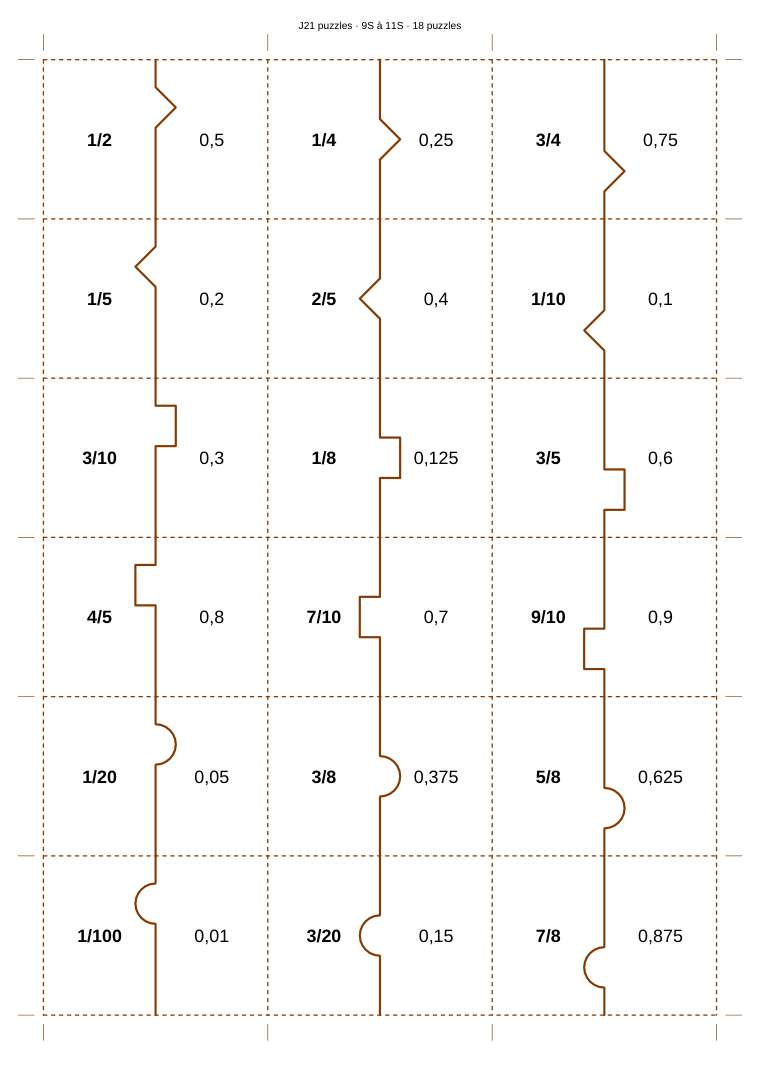 J21 puzzles - 9S à 11S - 18 puzzles
1/2 0,5 1/4 0,25 3/4 0,75
1/5 0,2 2/5 0,4 1/10 0,1
3/10 0,3 1/8 0,125 3/5 0,6
4/5 0,8 7/10 0,7 9/10 0,9
1/20 0,05 3/8 0,375 5/8 0,625
1/100 0,01 3/20 0,15 7/8 0,875